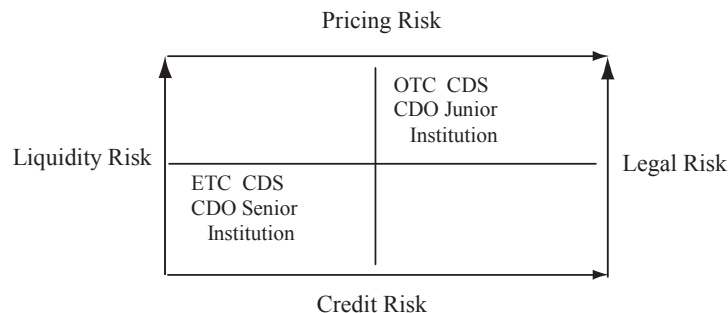 Pricing Risk
OTC CDS
CDO Junior
Institution
Liquidity Risk
Legal Risk
ETC CDS
CDO Senior
Institution
Credit Risk